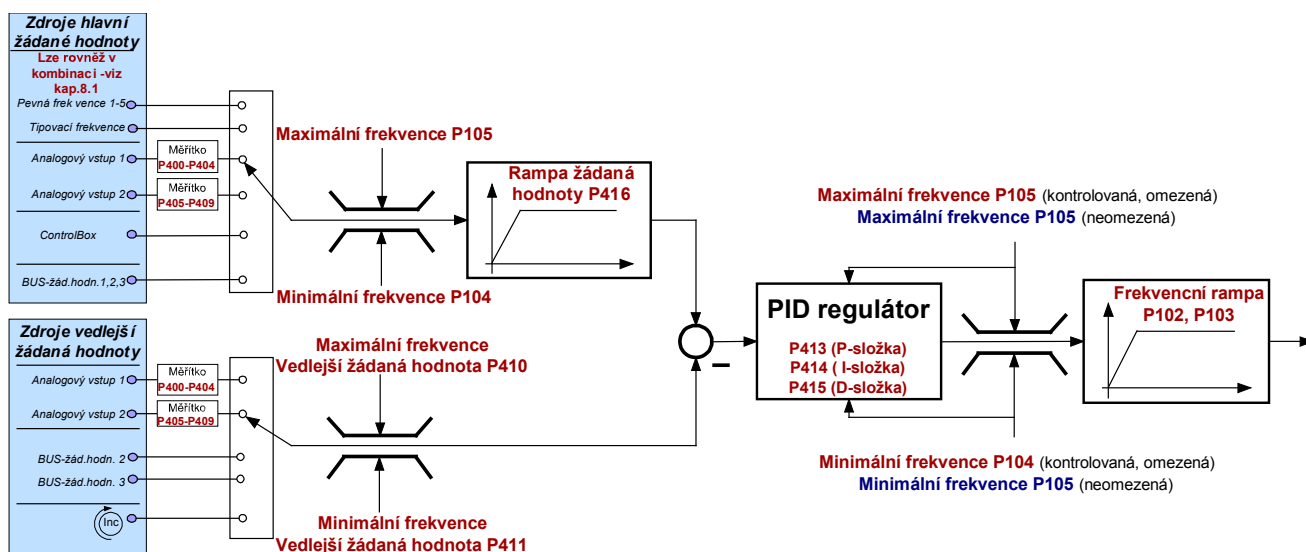 Zdroje hlavní
žádané hodnoty
Lze rovněž v
kombinaci -viz
kap.8.1
Pevná frek vence 1-5
Tipovací frekvence
Analogový vstup 1
Měřítko
P400-P404
Analogový vstup 2
Měřítko
P405-P409
ControlBox
BUS-žád.hodn.1,2,3
Maximální frekvence P105
Minimální frekvence P104
Rampa žádaná
hodnoty P416
Zdroje vedlejší
žádaná hodnoty
Analogový vstup 1
Měřítko
P400-P404
Analogový vstup 2
Měřítko
P405-P409
BUS-žád.hodn. 2
BUS-žád.hodn. 3
Inc
Maximální frekvence
Vedlejší žádaná hodnota P410
Minimální frekvence
Vedlejší žádaná hodnota P411
PID regulátor
P413 (P-složka)
P414 ( I-složka)
P415 (D-složka)
Maximální frekvence P105 (kontrolovaná, omezená)
Maximální frekvence P105 (neomezená)
Minimální frekvence P104 (kontrolovaná, omezená)
Minimální frekvence P105 (neomezená)
Frekvencní rampa
P102, P103